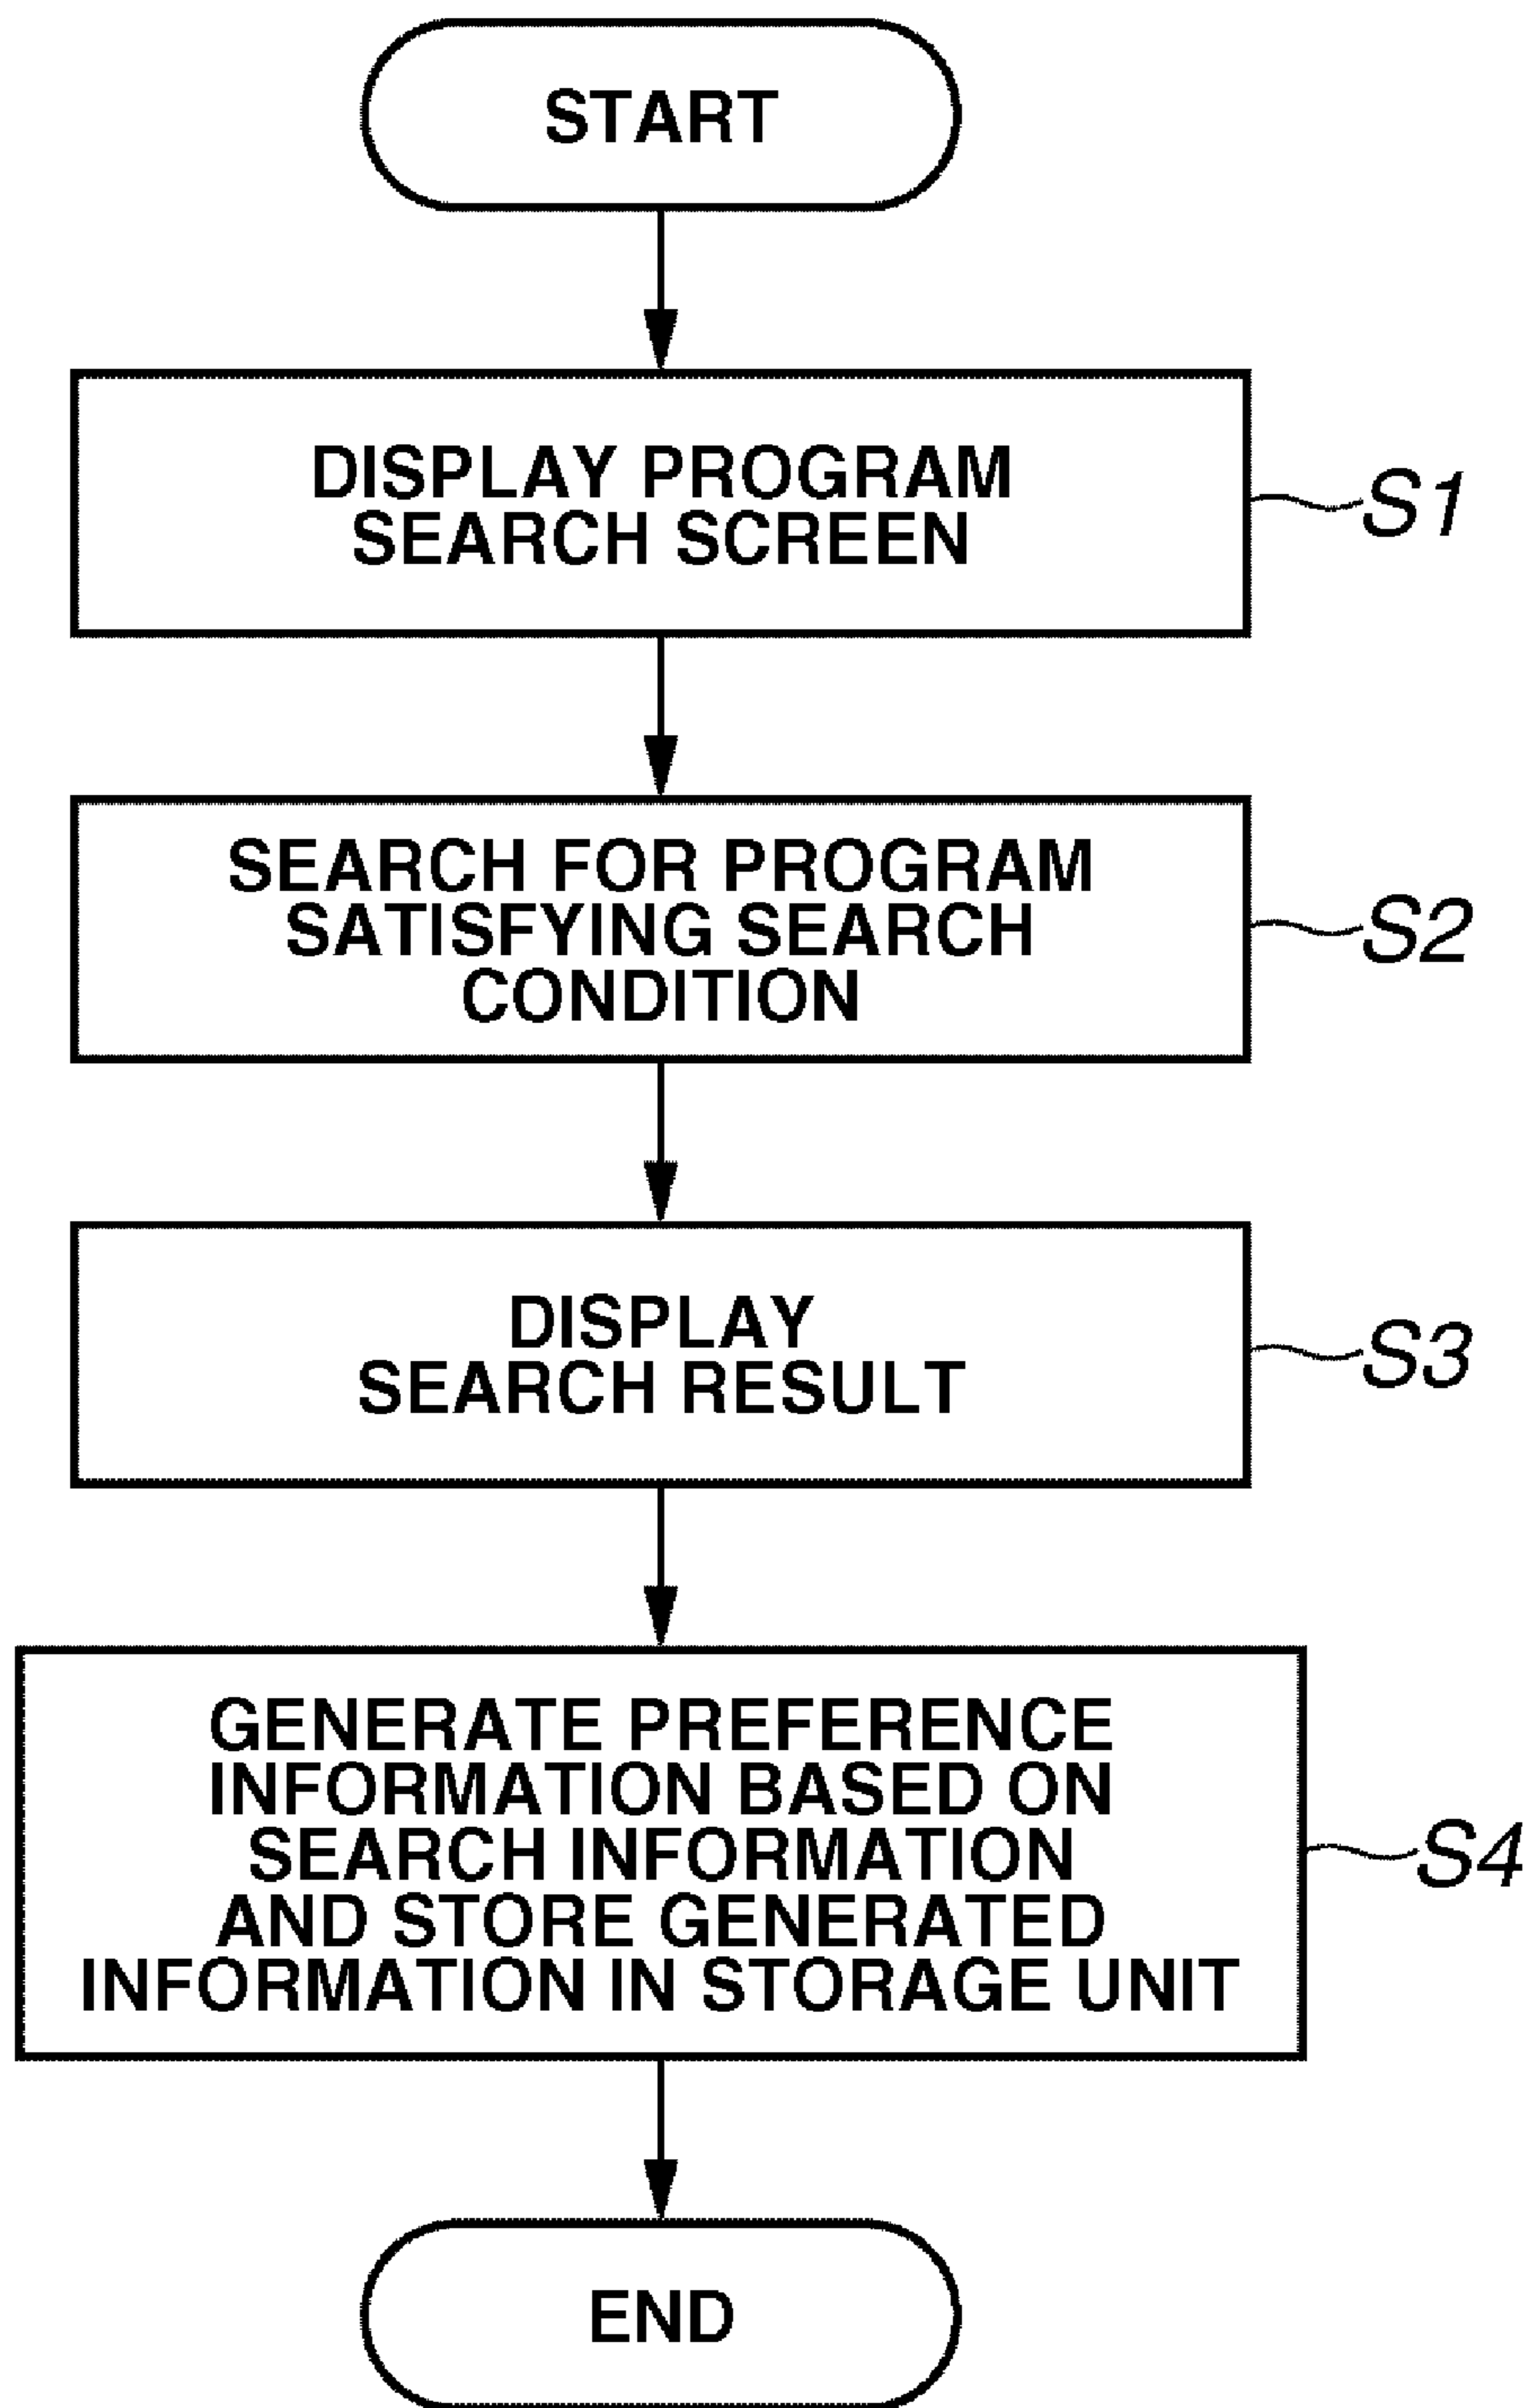 START
DISPLAY PROGRAM
SEARCH SCREEN
S1
SEARCH FOR PROGRAM
SATISFYING SEARCH
CONDITION
S2
DISPLAY
SEARCH RESULT
S3
GENERATE PREFERENCE
INFORMATION BASED ON
SEARCH INFORMATION
AND STORE GENERATED
INFORMATION IN STORAGE UNIT
S4
END